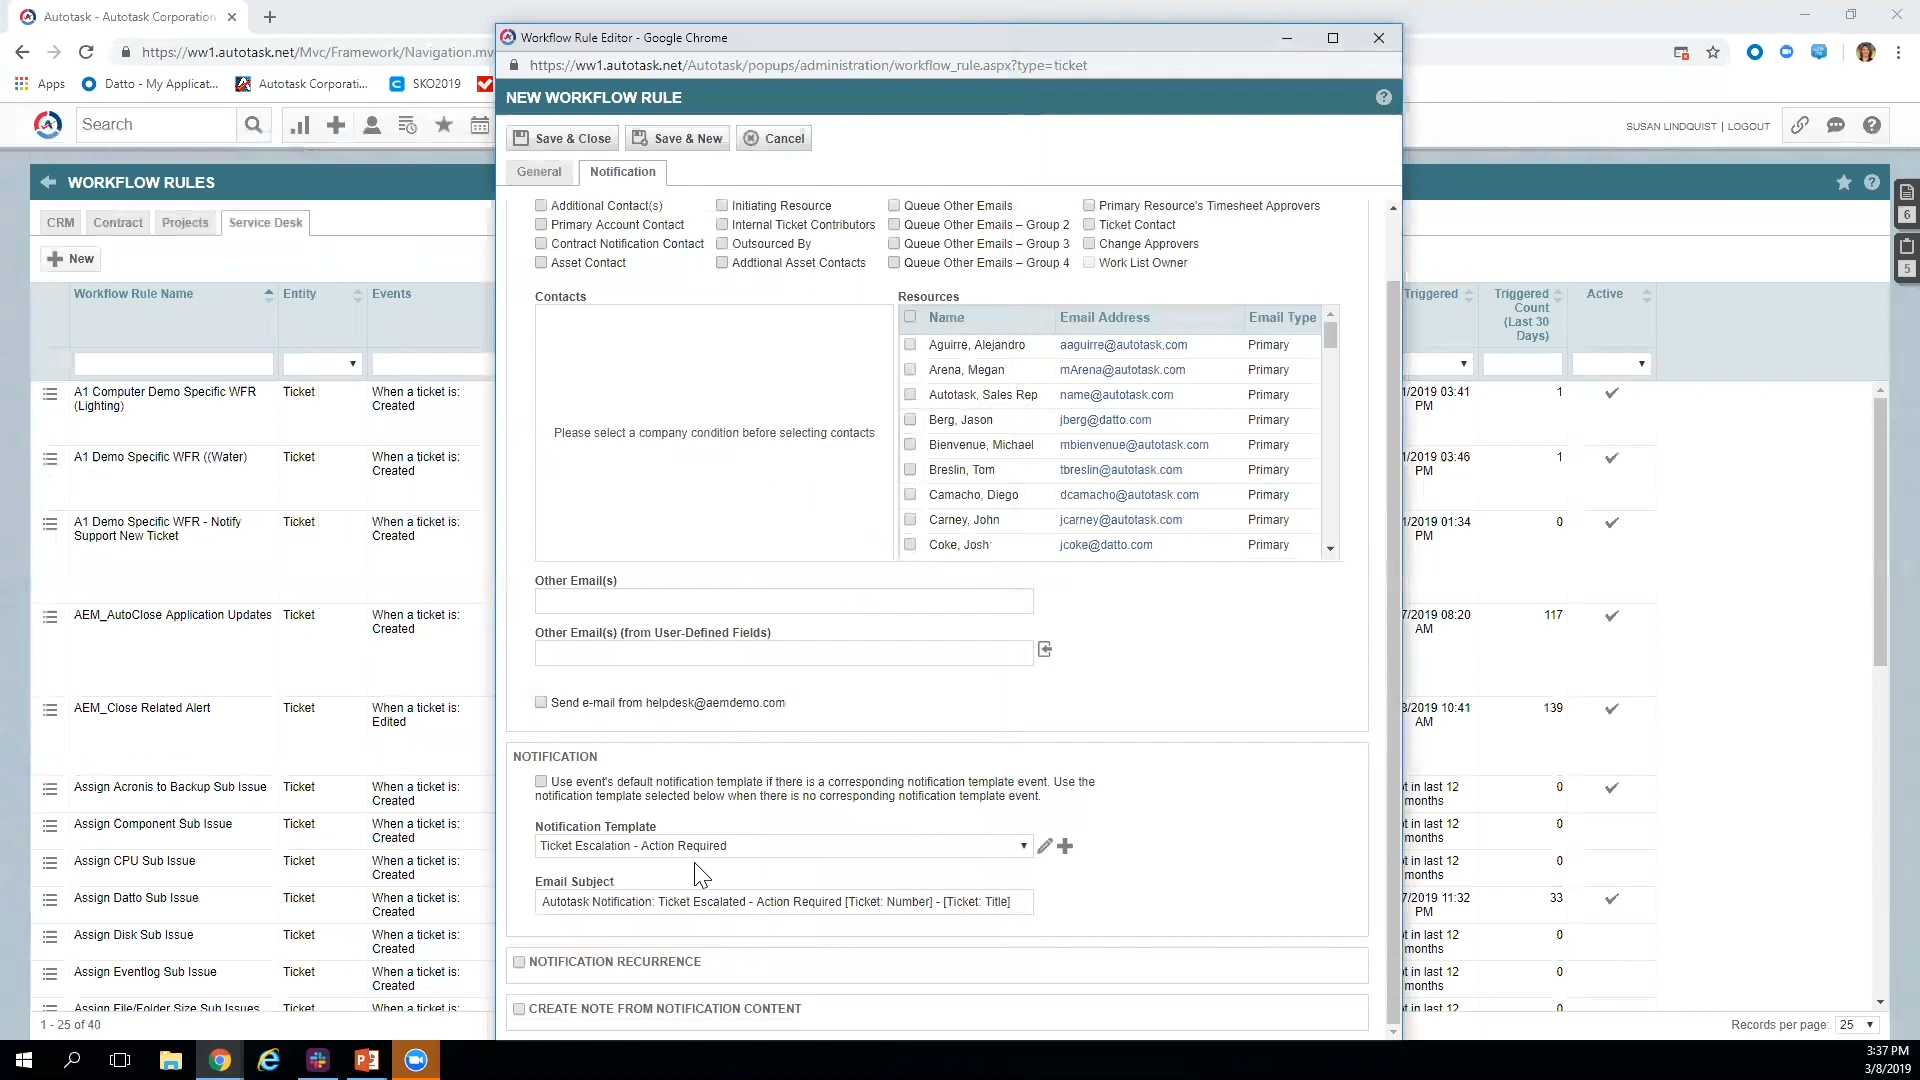 Autotask - Autotask Corporation
Workflow Rule Editor - Google Chrome
https://ww1.autotask.net/Mvc/Framework/Navigation.mv
https://ww1.autotask.net/Autotask/popups/administration/workflow_rule.aspx?type=ticket
Apps
Datto - My Applicat...
Autotask Corporati...
SKO2019
NEW WORKFLOW RULE
Search
Save & Close
Save & New
Cancel
SUSAN LINDQUIST | LOGOUT
General
Notification
WORKFLOW RULES
6
5
CRM
Contract
Projects
Service Desk
New
Additional Contact(s)
Initiating Resource
Queue Other Emails
Primary Resource's Timesheet Approvers
Primary Account Contact
Internal Ticket Contributors
Queue Other Emails – Group 2
Ticket Contact
Contract Notification Contact
Outsourced By
Queue Other Emails – Group 3
Change Approvers
Asset Contact
Addtional Asset Contacts
Queue Other Emails – Group 4
Work List Owner
Workflow Rule Name
Entity
Events
Triggered
Triggered
Count
(Last 30
Days)
Active
A1 Computer Demo Specific WFR
(Lighting)
Ticket
When a ticket is:
Created
1/2019 03:41
PM
1
A1 Demo Specific WFR ((Water)
Ticket
When a ticket is:
Created
1/2019 03:46
PM
1
A1 Demo Specific WFR - Notify
Support New Ticket
Ticket
When a ticket is:
Created
1/2019 01:34
PM
0
AEM_AutoClose Application Updates
Ticket
When a ticket is:
Created
7/2019 08:20
AM
117
AEM_Close Related Alert
Ticket
When a ticket is:
Edited
8/2019 10:41
AM
139
Assign Acronis to Backup Sub Issue
Ticket
When a ticket is:
Created
t in last 12
months
0
Assign Component Sub Issue
Ticket
When a ticket is:
Created
t in last 12
months
0
Assign CPU Sub Issue
Ticket
When a ticket is:
Created
t in last 12
months
0
Assign Datto Sub Issue
Ticket
When a ticket is:
Created
7/2019 11:32
PM
33
Assign Disk Sub Issue
Ticket
When a ticket is:
Created
t in last 12
months
0
Assign Eventlog Sub Issue
Ticket
When a ticket is:
Created
t in last 12
months
0
Assign File/Folder Size Sub Issues
Ticket
When a ticket is:
t in last 12
0
1 - 25 of 40
Records per page: 25
Contacts
Please select a company condition before selecting contacts
Resources
Name
Email Address
Email Type
Aguirre, Alejandro
aaguirre@autotask.com
Primary
Arena, Megan
mArena@autotask.com
Primary
Autotask, Sales Rep
name@autotask.com
Primary
Berg, Jason
jberg@datto.com
Primary
Bienvenue, Michael
mbienvenue@autotask.com
Primary
Breslin, Tom
tbreslin@autotask.com
Primary
Camacho, Diego
dcamacho@autotask.com
Primary
Carney, John
jcarney@autotask.com
Primary
Coke, Josh
jcoke@datto.com
Primary
Other Email(s)
Other Email(s) (from User-Defined Fields)
Send e-mail from helpdesk@aemdemo.com
NOTIFICATION
Use event's default notification template if there is a corresponding notification template event. Use the
notification template selected below when there is no corresponding notification template event.
Notification Template
Ticket Escalation - Action Required
Email Subject
Autotask Notification: Ticket Escalated - Action Required [Ticket: Number] - [Ticket: Title]
NOTIFICATION RECURRENCE
CREATE NOTE FROM NOTIFICATION CONTENT
3:37 PM
3/8/2019